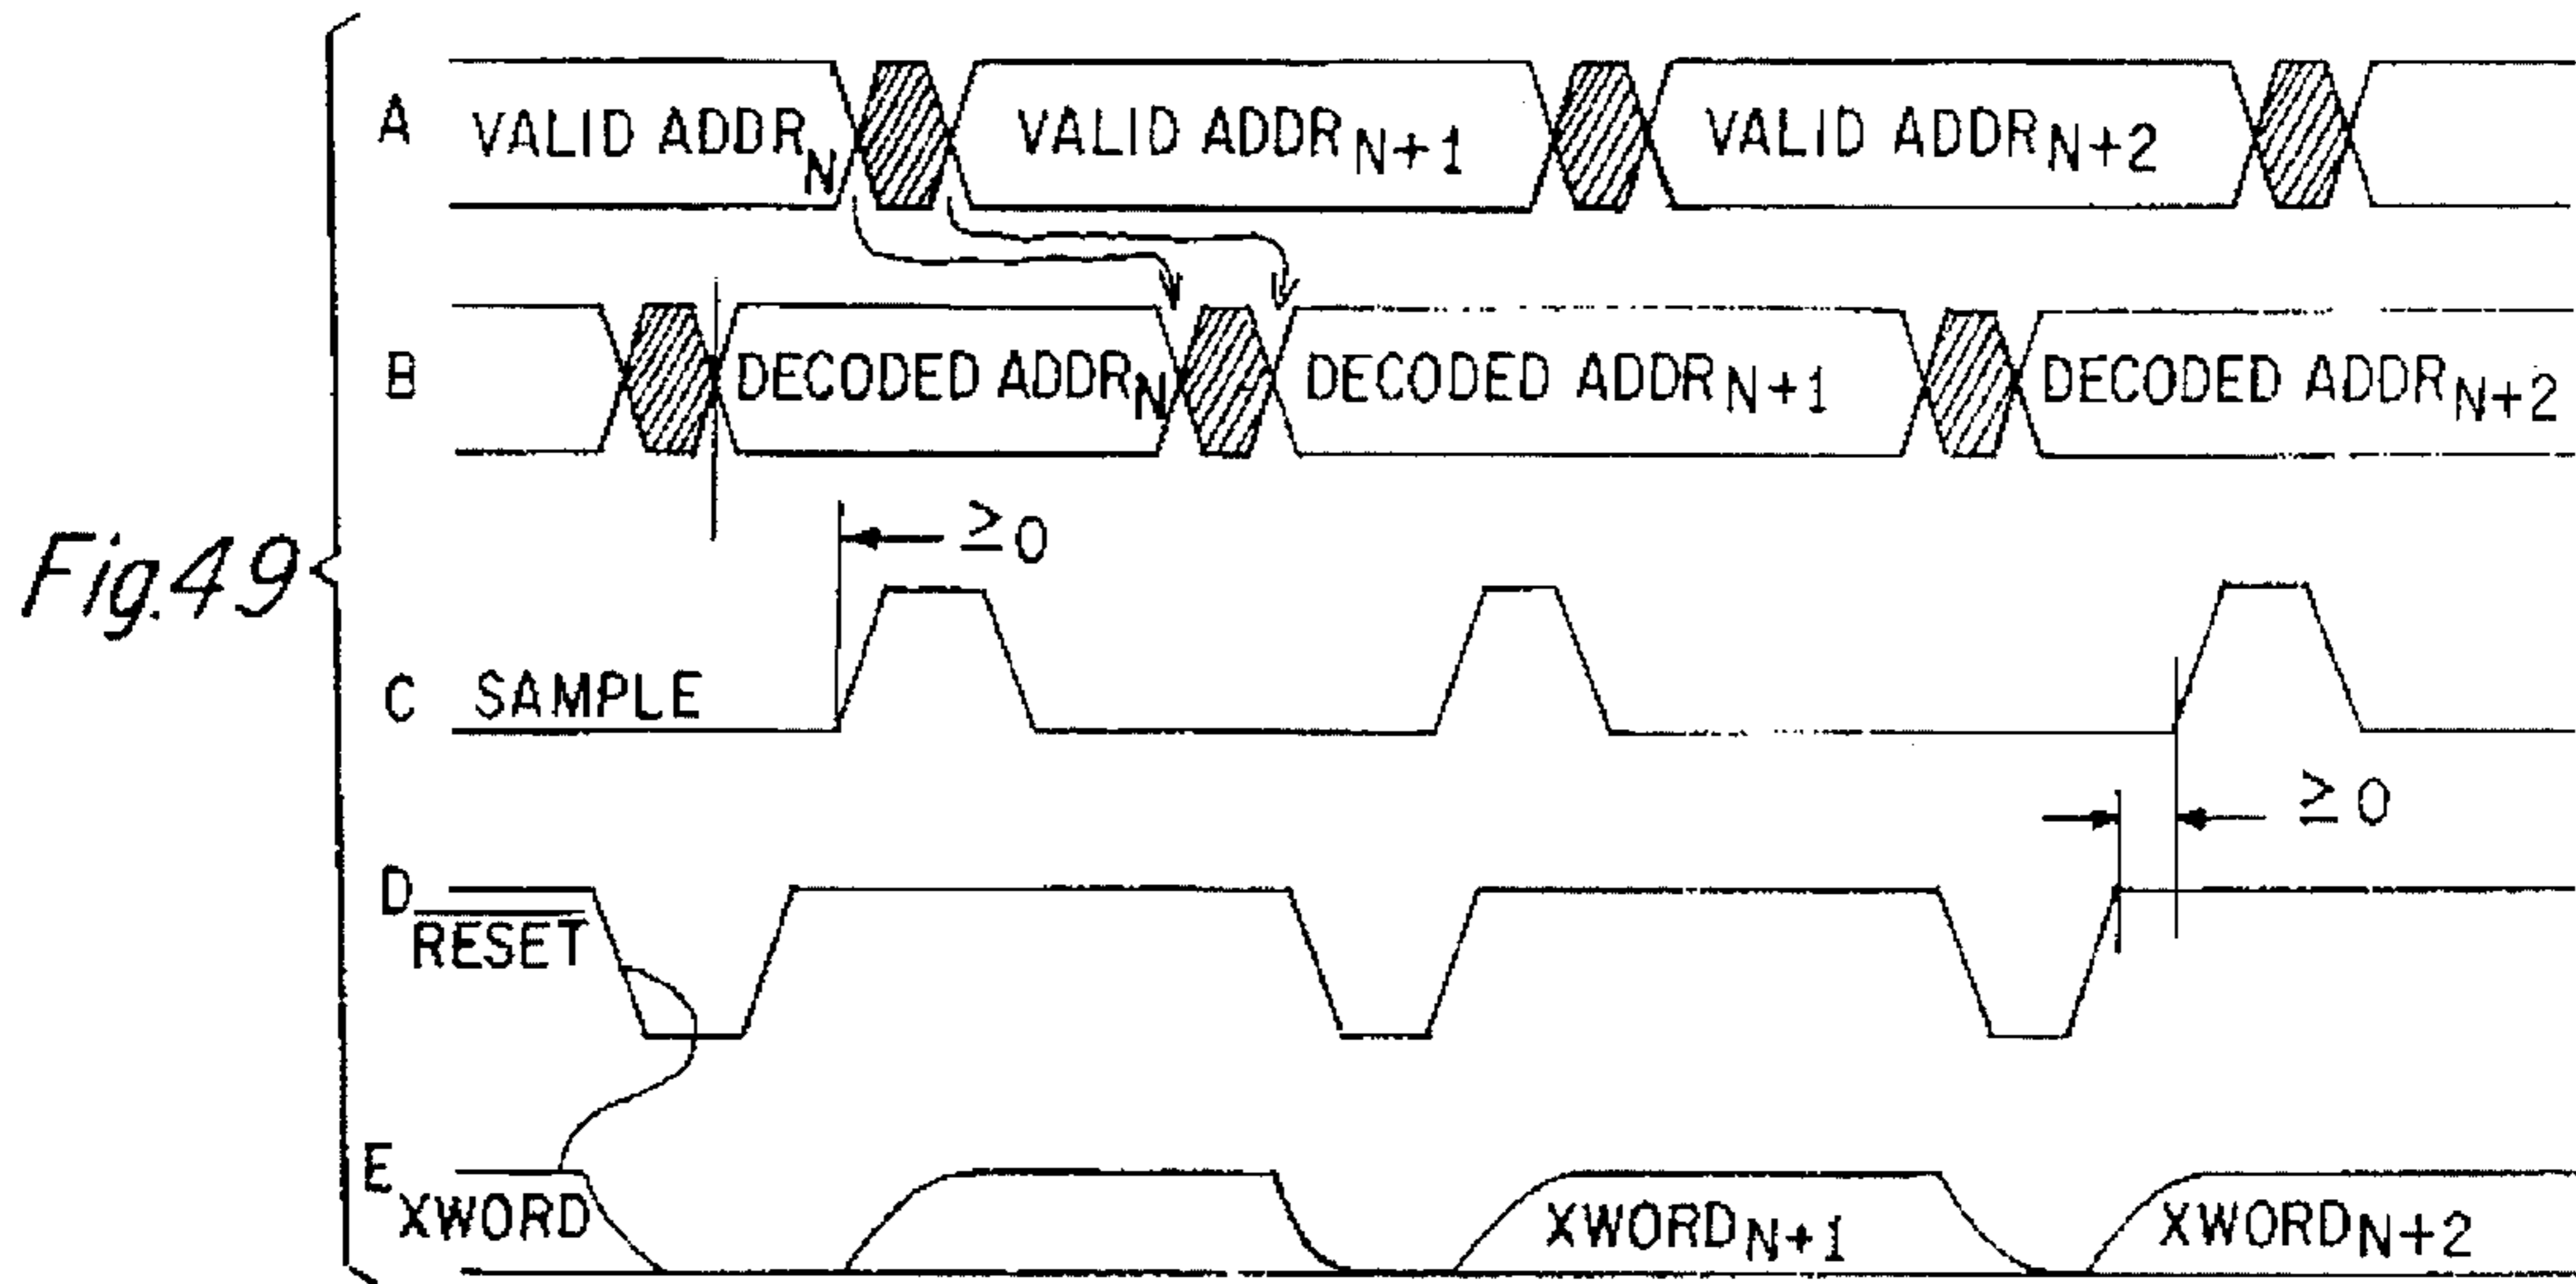 Fig.49
A VALID ADDR_N VALID ADDR_N+1 VALID ADDR_N+2
B DECODED ADDR_N DECODED ADDR_N+1 DECODED ADDR_N+2
≥0
C SAMPLE
≥0
D
RESET
E
XWORD XWORD_N+1 XWORD_N+2